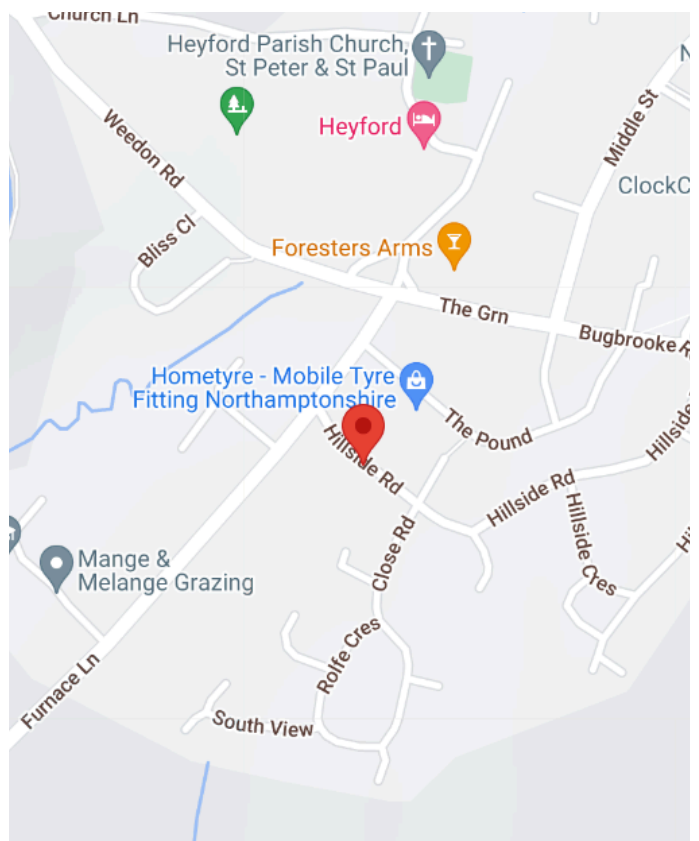 Church Ln
Heyford Parish Church,
St Peter & St Paul
Heyford
Middle St
ClockC
Weedon Rd
Bliss Cl
Foresters Arms
The Grn
Bugbrooke R
Hometyre - Mobile Tyre
Fitting Northamptonshire
The Pound
Hillside Rd
Hillside Rd
Hillside
Hillside Cres
Hi
Close Rd
Mange &
Melange Grazing
Rolfe Cres
Furnace Ln
South View
N